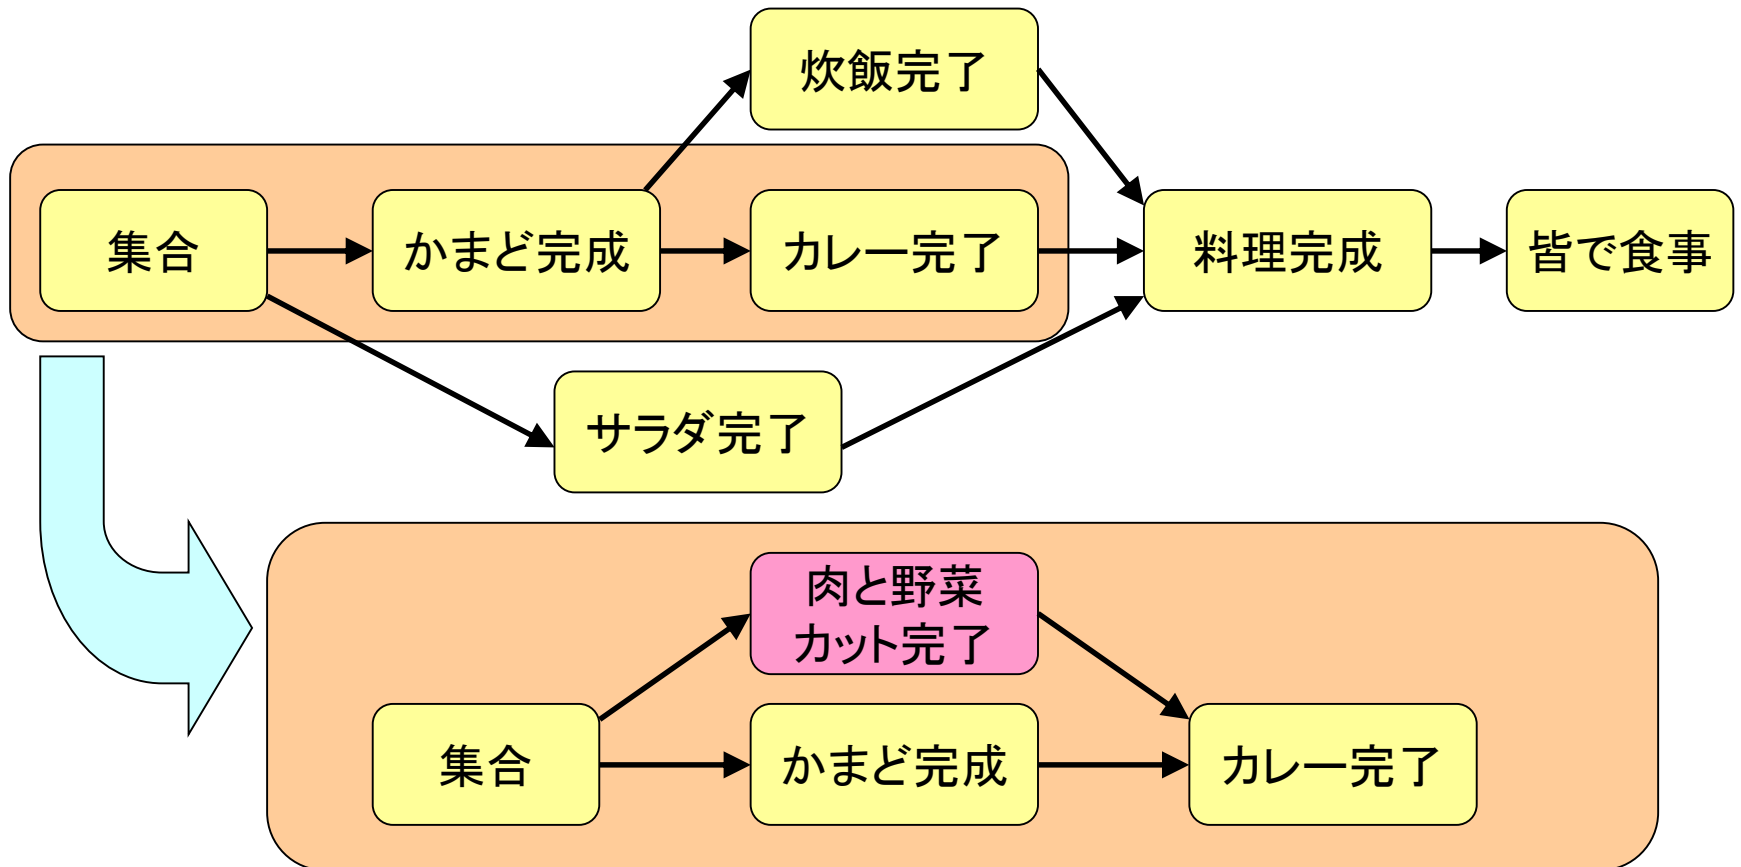 炊飯完了
集合
かまど完成
カレー完了
料理完成
皆で食事
サラダ完了
肉と野菜
カット完了
集合
かまど完成
カレー完了